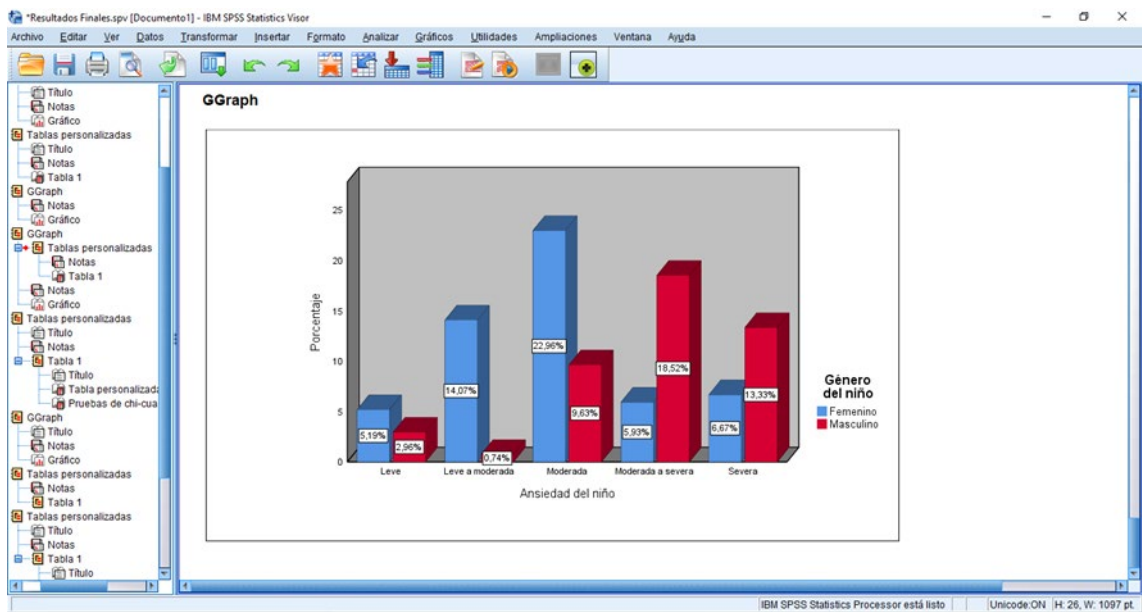 *Resultados Finales.spv [Documento1] - IBM SPSS Statistics Visor
Archivo Editar Ver Datos Transformar Insertar Formato Analizar Gráficos Utilidades Ampliaciones Ventana Ayuda
Título
Notas
Gráfico
Tablas personalizadas
Título
Notas
Tabla 1
GGraph
Notas
Gráfico
GGraph
Tablas personalizadas
Notas
Tabla 1
Notas
Gráfico
Tablas personalizadas
Título
Notas
Tabla 1
Título
Tabla personalizada
Pruebas de chi-cua
GGraph
Título
Notas
Gráfico
Tablas personalizadas
Notas
Tabla 1
Tablas personalizadas
Título
Notas
Tabla 1
Título
GGraph
Porcentaje
25
20
15
10
5
0
5,19%
2,96%
14,07%
0,74%
22,96%
9,63%
5,93%
18,52%
6,67%
13,33%
Leve
Leve a moderada
Moderada
Moderada a severa
Severa
Ansiedad del niño
Género
del niño
Femenino
Masculino
IBM SPSS Statistics Processor está listo
Unicode:ON
H: 26, W: 1097 pt